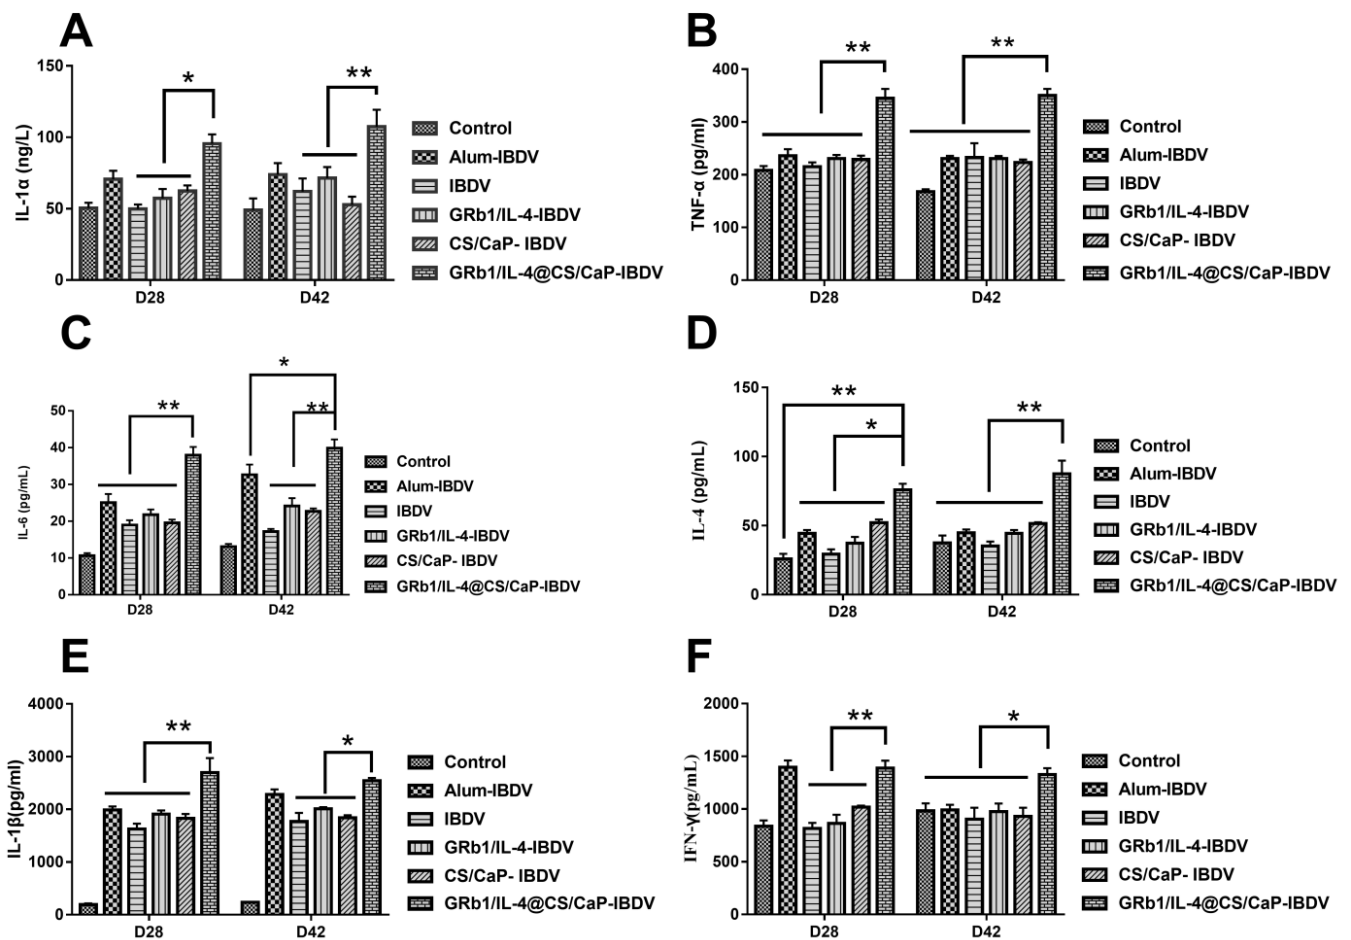 A
IL-1α (ng/L)
150
100
50
0
*
**
D28
D42
Control
Alum-IBDV
IBDV
GRb1/IL-4-IBDV
CS/CaP- IBDV
GRb1/IL-4@CS/CaP-IBDV
B
TNF-α (pg/ml)
400
300
200
100
0
**
**
D28
D42
Control
Alum-IBDV
IBDV
GRb1/IL-4-IBDV
CS/CaP- IBDV
GRb1/IL-4@CS/CaP-IBDV
C
IL-6 (pg/mL)
50
40
30
20
10
0
**
*
**
D28
D42
Control
Alum-IBDV
IBDV
GRb1/IL-4-IBDV
CS/CaP- IBDV
GRb1/IL-4@CS/CaP-IBDV
D
IL-4 (pg/mL)
150
100
50
0
**
*
**
D28
D42
Control
Alum-IBDV
IBDV
GRb1/IL-4-IBDV
CS/CaP- IBDV
GRb1/IL-4@CS/CaP-IBDV
E
IL-1β(pg/ml)
4000
3000
2000
1000
0
**
*
D28
D42
Control
Alum-IBDV
IBDV
GRb1/IL-4-IBDV
CS/CaP- IBDV
GRb1/IL-4@CS/CaP-IBDV
F
IFN-γ(pg/mL)
2000
1500
1000
500
0
**
*
D28
D42
Control
Alum-IBDV
IBDV
GRb1/IL-4-IBDV
CS/CaP- IBDV
GRb1/IL-4@CS/CaP-IBDV